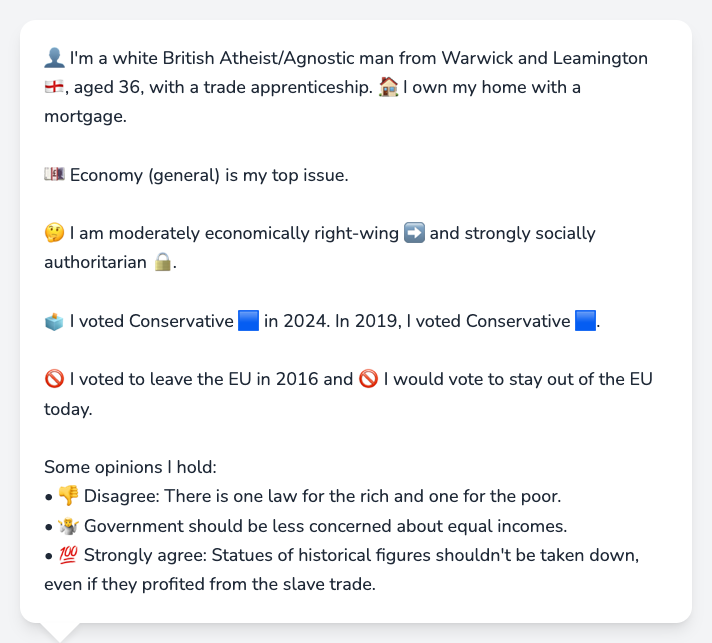 👤 I'm a white British Atheist/Agnostic man from Warwick and Leamington
🏴󠁧󠁢󠁥󠁮󠁧󠁿, aged 36, with a trade apprenticeship. 🏠 I own my home with a
mortgage.
💷 Economy (general) is my top issue.
🤔 I am moderately economically right-wing ➡️ and strongly socially
authoritarian 🔒.
🗳️ I voted Conservative 🟦 in 2024. In 2019, I voted Conservative 🟦.
🚫 I voted to leave the EU in 2016 and 🚫 I would vote to stay out of the EU
today.
Some opinions I hold:
• 👎 Disagree: There is one law for the rich and one for the poor.
• 🤷 Government should be less concerned about equal incomes.
• 💯 Strongly agree: Statues of historical figures shouldn't be taken down,
even if they profited from the slave trade.